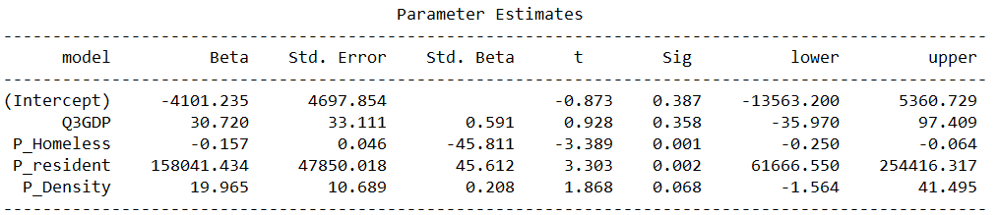 Parameter Estimates
-----------------------------------------------------------------------------------------------------
model Beta Std. Error Std. Beta t Sig lower upper
-----------------------------------------------------------------------------------------------------
(Intercept) -4101.235 4697.854 -0.873 0.387 -13563.200 5360.729
Q3GDP 30.720 33.111 0.591 0.928 0.358 -35.970 97.409
P_Homeless -0.157 0.046 -45.811 -3.389 0.001 -0.250 -0.064
P_resident 158041.434 47850.018 45.612 3.303 0.002 61666.550 254416.317
P_Density 19.965 10.689 0.208 1.868 0.068 -1.564 41.495
-----------------------------------------------------------------------------------------------------